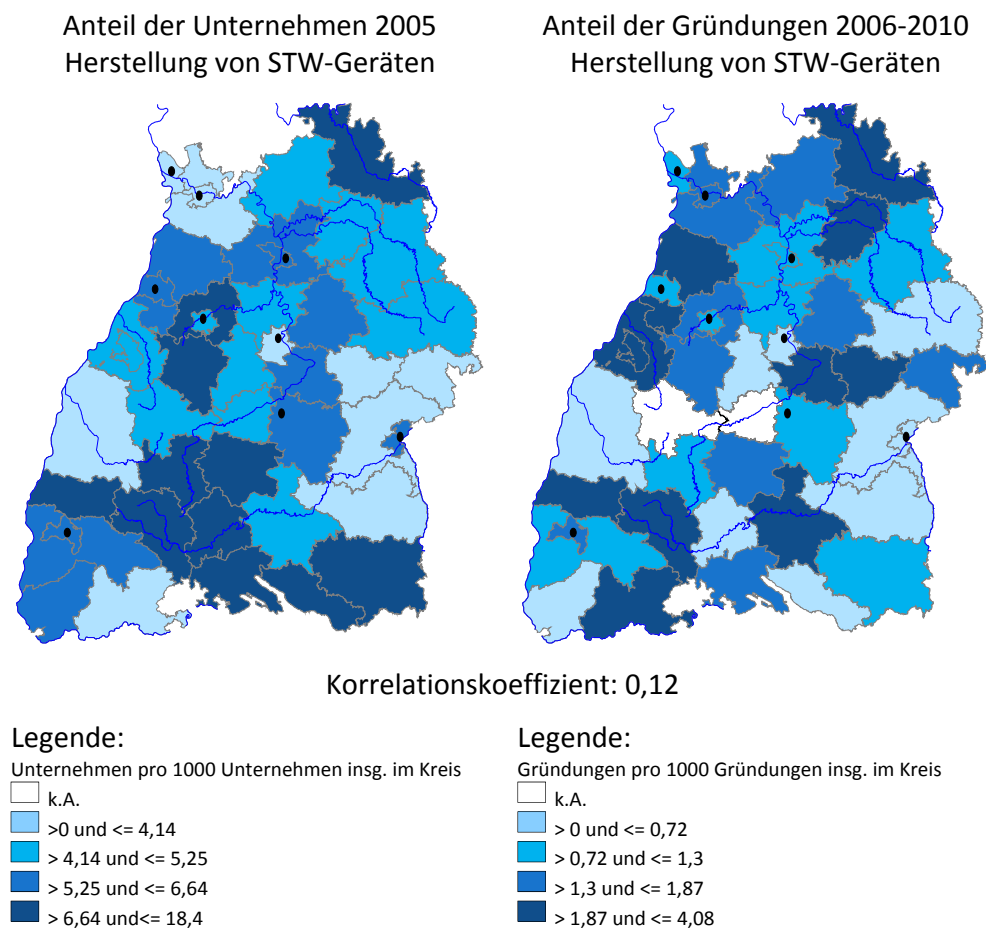 Anteil der Unternehmen 2005
Herstellung von STW-Geräten
Anteil der Gründungen 2006-2010
Herstellung von STW-Geräten
Korrelationskoeffizient: 0,12
Legende:
Unternehmen pro 1000 Unternehmen insg. im Kreis
k.A.
>0 und <= 4,14
> 4,14 und <= 5,25
> 5,25 und <= 6,64
> 6,64 und<= 18,4
Legende:
Gründungen pro 1000 Gründungen insg. im Kreis
k.A.
> 0 und <= 0,72
> 0,72 und <= 1,3
> 1,3 und <= 1,87
> 1,87 und <= 4,08